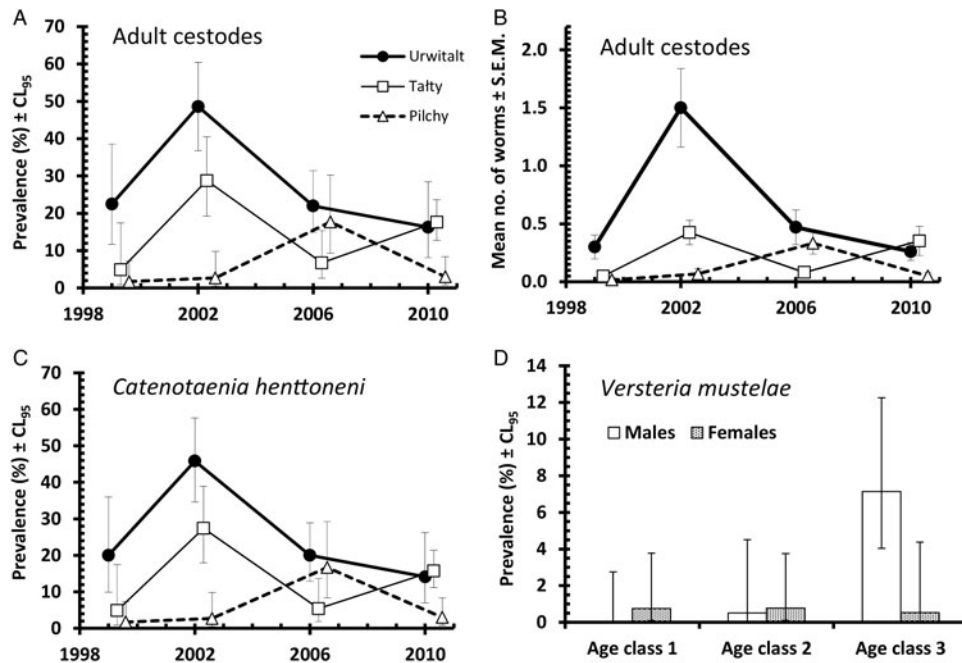 A
Adult cestodes
Prevalence (%) ± CL95
70
60
50
40
30
20
10
0
1998 2002 2006 2010
Urwitalt
Tałty
Pilchy
B
Adult cestodes
Mean no. of worms ± S.E.M.
2.0
1.5
1.0
0.5
0.0
1998 2002 2006 2010
C
Catenotaenia henttoneni
Prevalence (%) ± CL95
70
60
50
40
30
20
10
0
1998 2002 2006 2010
D
Versteria mustelae
Males Females
Prevalence (%) ± CL95
14
12
10
8
6
4
2
0
Age class 1 Age class 2 Age class 3